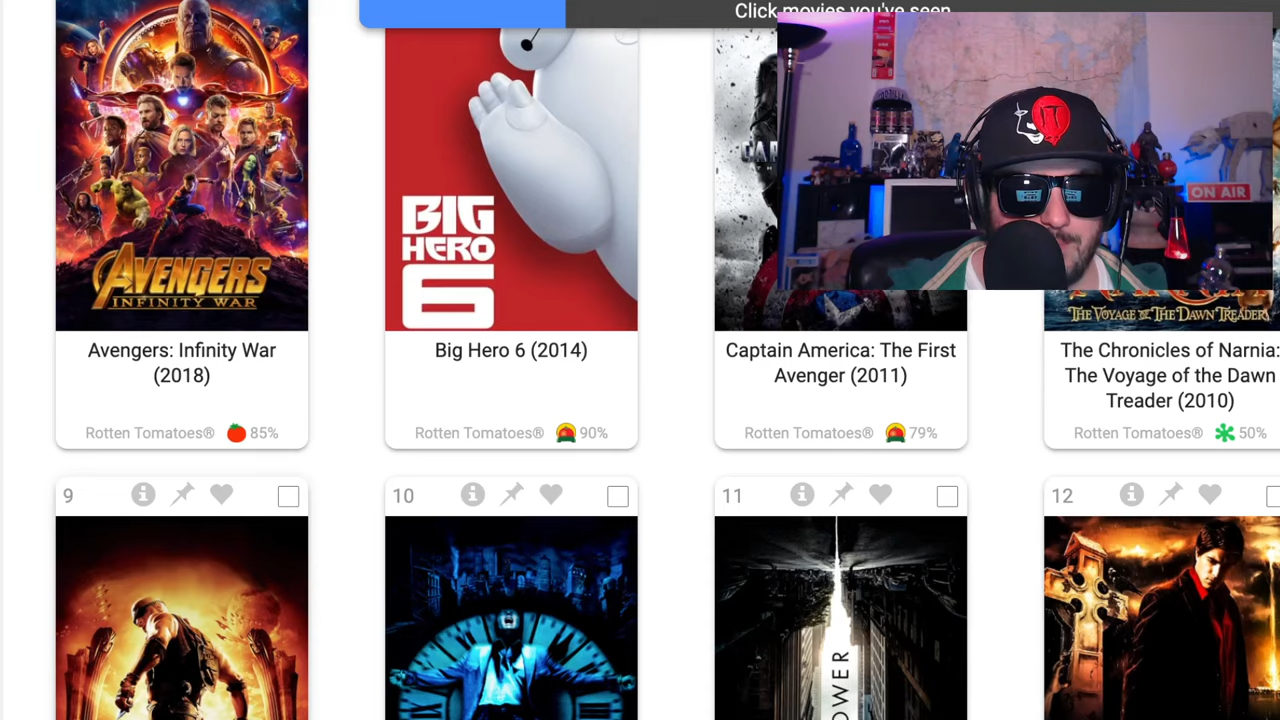 Click movies you've seen
IT
ON AIR
AVENGERS
INFINITY WAR
BIG
HERO
6
THE VOYAGE OF THE DAWN TREADER
Avengers: Infinity War
(2018)
Big Hero 6 (2014)
Captain America: The First
Avenger (2011)
The Chronicles of Narnia:
The Voyage of the Dawn
Treader (2010)
Rotten Tomatoes® 85%
Rotten Tomatoes® 90%
Rotten Tomatoes® 79%
Rotten Tomatoes® 50%
9
10
11
12
OWER